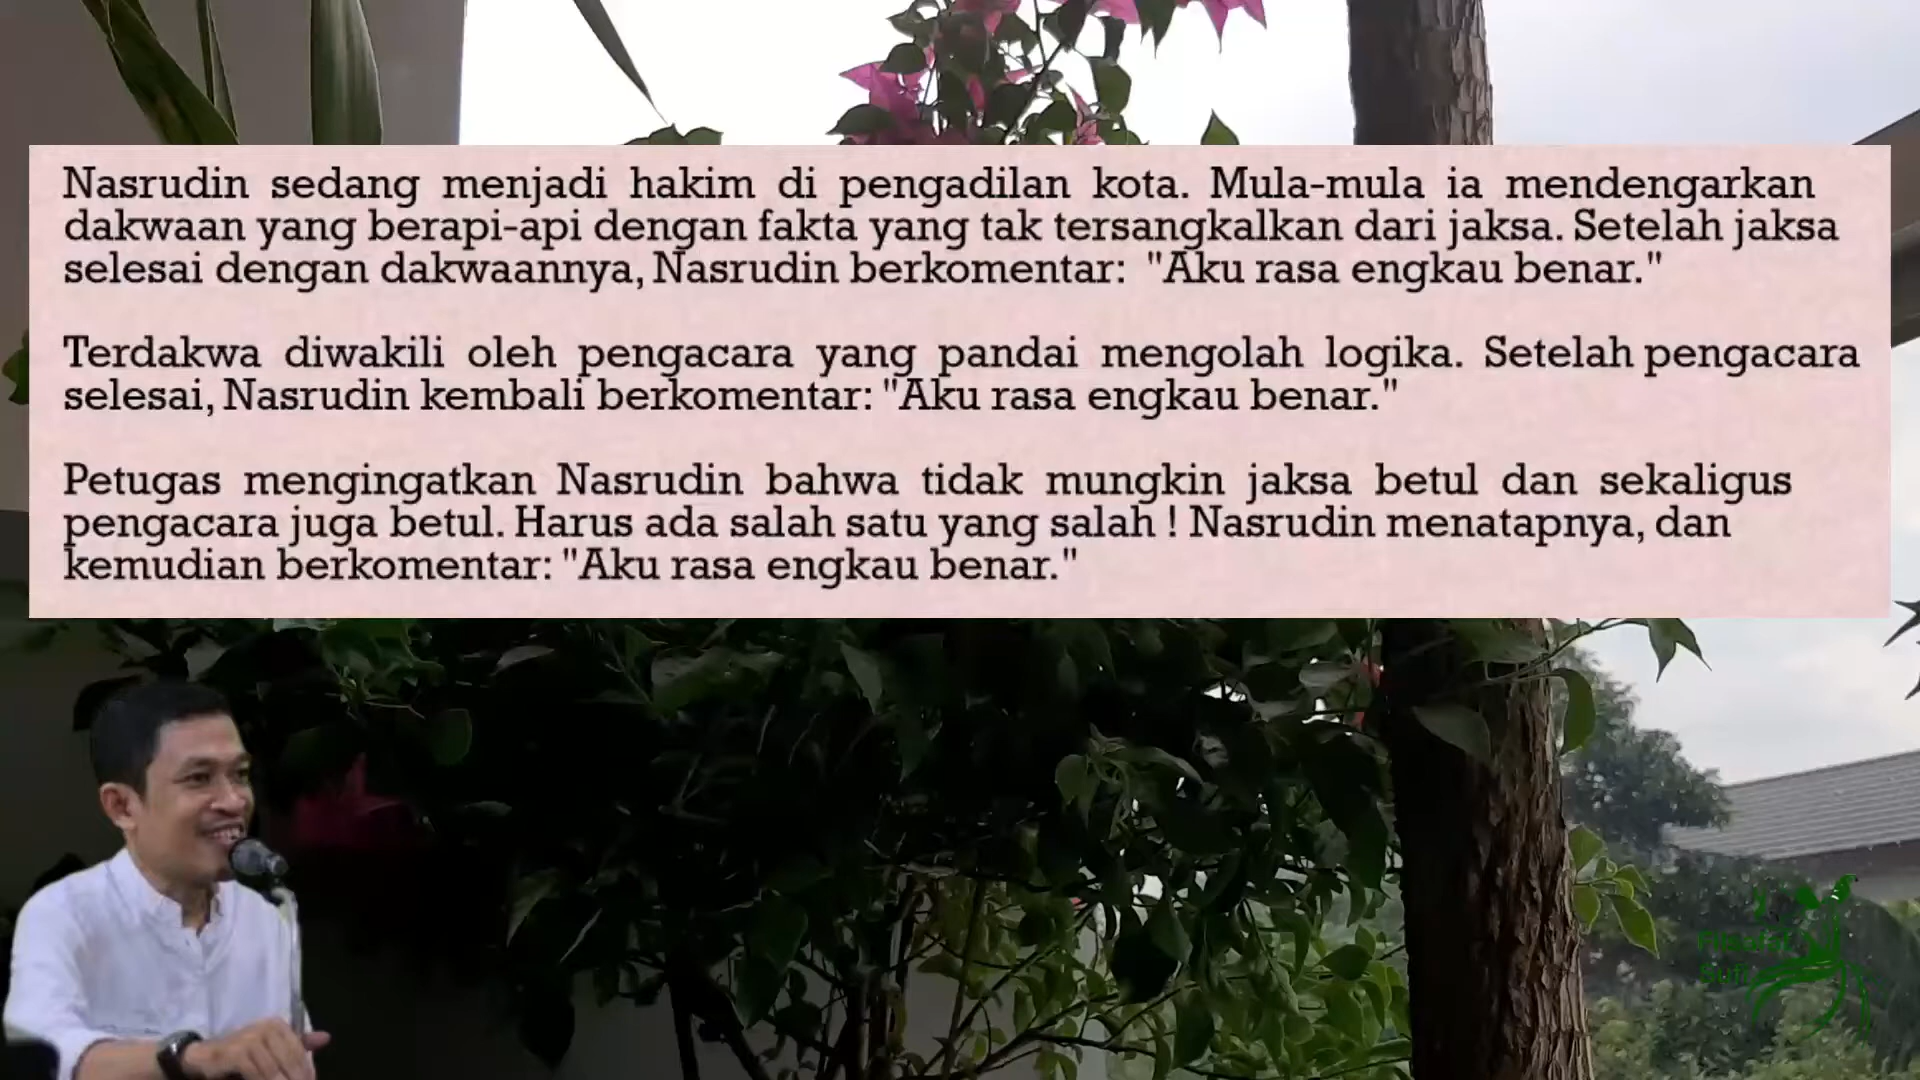 Nasrudin sedang menjadi hakim di pengadilan kota. Mula-mula ia mendengarkan
dakwaan yang berapi-api dengan fakta yang tak tersangkalkan dari jaksa. Setelah jaksa
selesai dengan dakwaannya, Nasrudin berkomentar: "Aku rasa engkau benar."
Terdakwa diwakili oleh pengacara yang pandai mengolah logika. Setelah pengacara
selesai, Nasrudin kembali berkomentar: "Aku rasa engkau benar."
Petugas mengingatkan Nasrudin bahwa tidak mungkin jaksa betul dan sekaligus
pengacara juga betul. Harus ada salah satu yang salah ! Nasrudin menatapnya, dan
kemudian berkomentar: "Aku rasa engkau benar."
Filsafat
Sufi